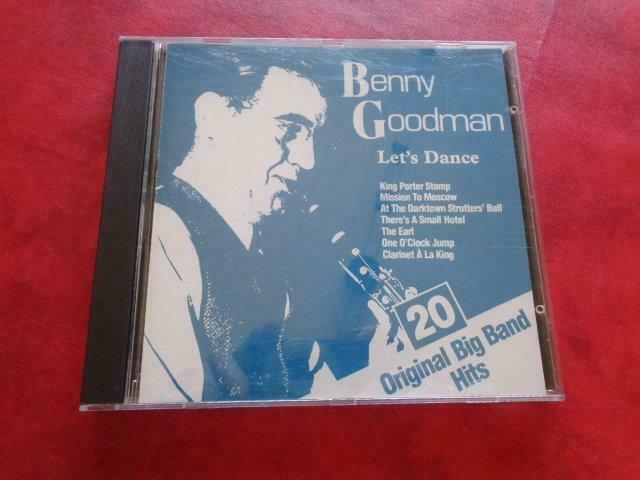 Benny
Goodman
Let's Dance
King Porter Stomp
Mission To Moscow
At The Darktown Strutters' Ball
There's A Small Hotel
The Earl
One O'Clock Jump
Clarinet À La King
20
Original Big Band
Hits